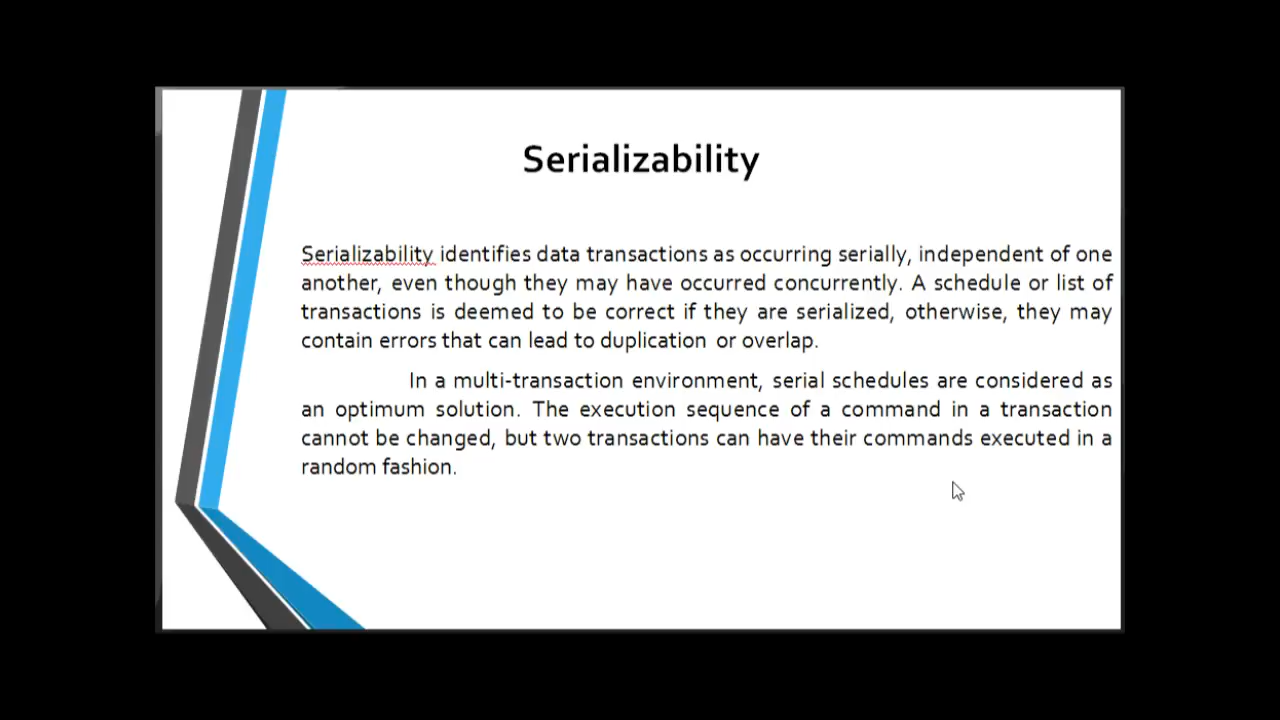 Serializability
Serializability identifies data transactions as occurring serially, independent of one
another, even though they may have occurred concurrently. A schedule or list of
transactions is deemed to be correct if they are serialized, otherwise, they may
contain errors that can lead to duplication or overlap.
In a multi-transaction environment, serial schedules are considered as
an optimum solution. The execution sequence of a command in a transaction
cannot be changed, but two transactions can have their commands executed in a
random fashion.